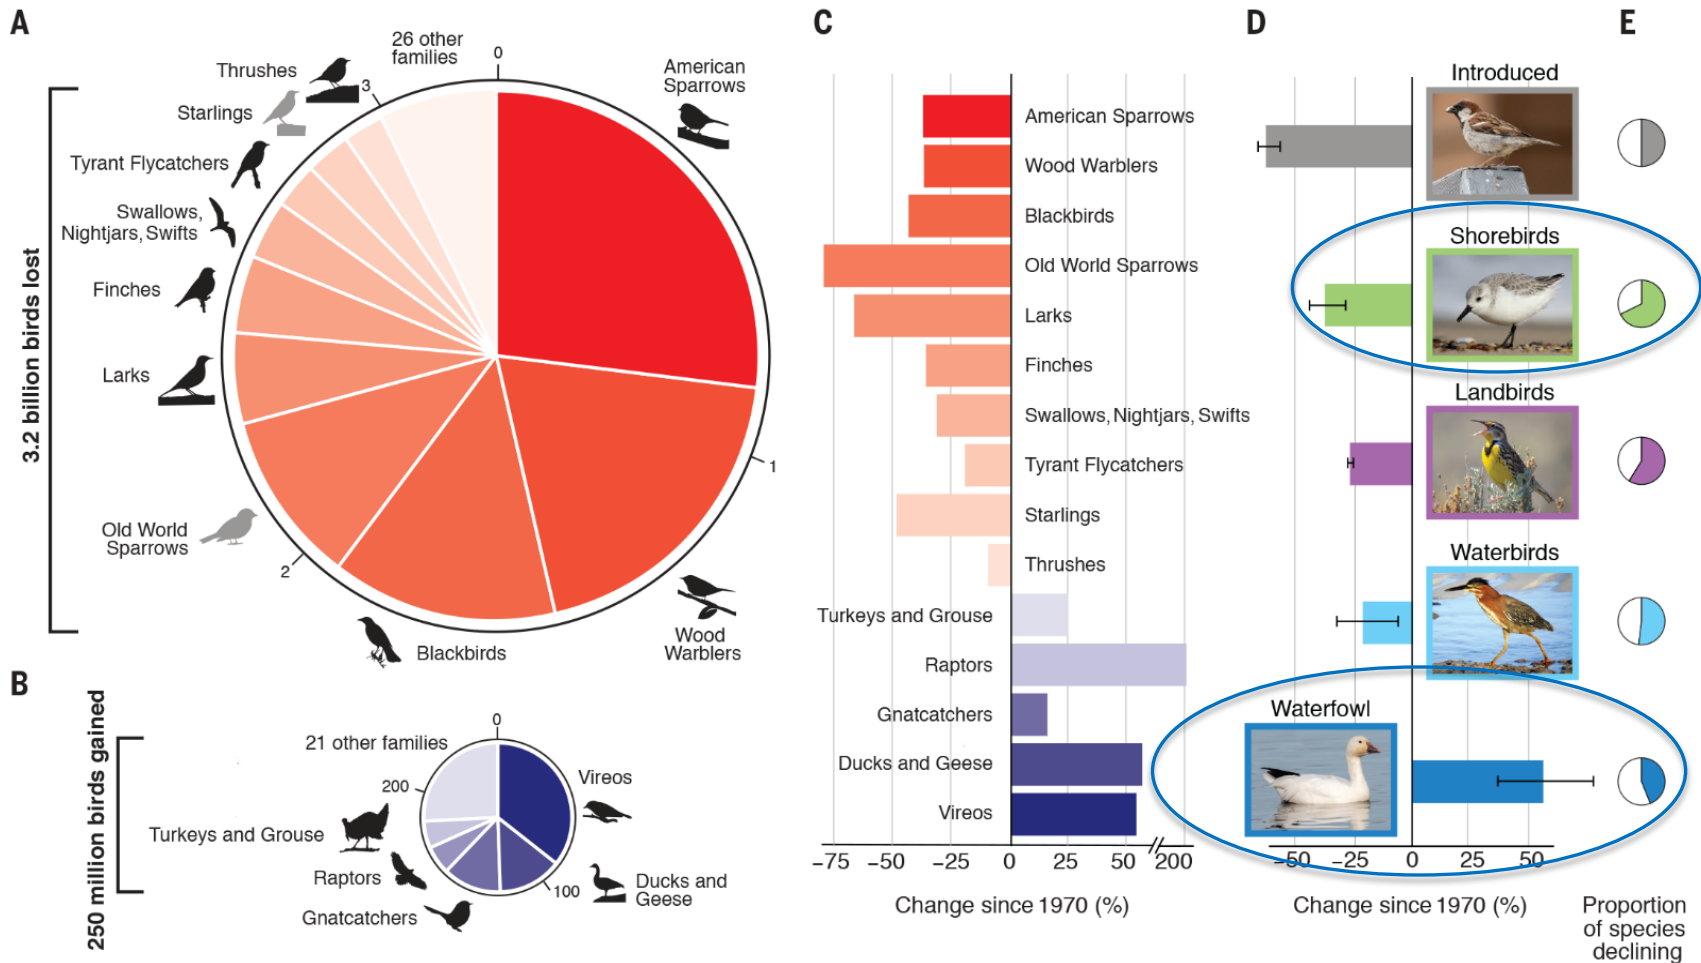 A
3.2 billion birds lost
26 other
families
0
American
Sparrows
Thrushes
3
Starlings
Tyrant Flycatchers
Swallows,
Nightjars, Swifts
Finches
Larks
1
Old World
Sparrows
2
Wood
Warblers
Blackbirds
B
250 million birds gained
0
21 other families
Vireos
200
Turkeys and Grouse
Raptors
100
Ducks and
Geese
Gnatcatchers
C
American Sparrows
Wood Warblers
Blackbirds
Old World Sparrows
Larks
Finches
Swallows, Nightjars, Swifts
Tyrant Flycatchers
Starlings
Thrushes
Turkeys and Grouse
Raptors
Gnatcatchers
Ducks and Geese
Vireos
−75 −50 −25 0 25 50 200
Change since 1970 (%)
D
Introduced
Shorebirds
Landbirds
Waterbirds
Waterfowl
−50 −25 0 25 50
Change since 1970 (%)
E
Proportion
of species
declining